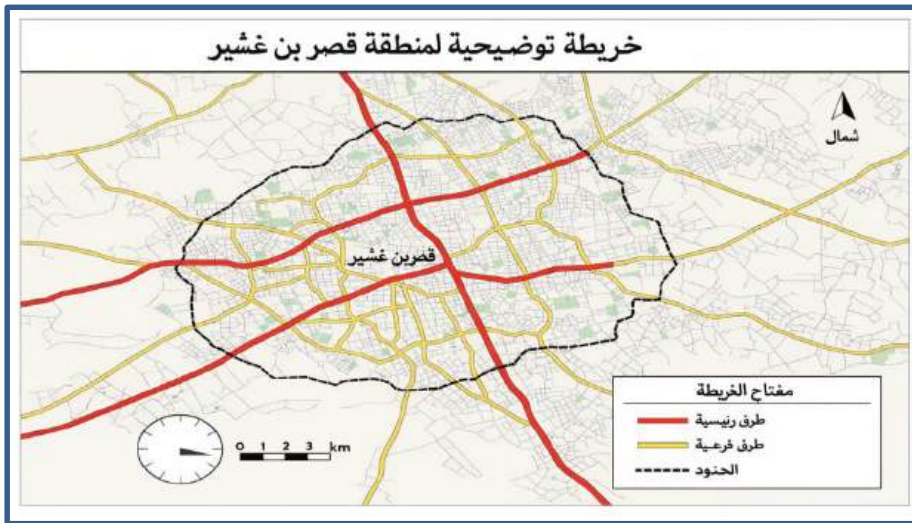 خريطة توضيحية لمنطقة قصر بن غشير
شمال
قصربن غشير
مفتاح الخريطة
طرق رئيسية
طرق فرعية
الحنود
0 1 2 3 km